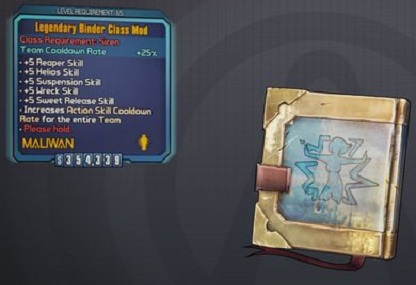 LEVEL REQUIREMENT: 65
Legendary Binder Class Mod
Class Requirement: Siren
Team Cooldown Rate +25%
• +5 Reaper Skill
• +5 Helios Skill
• +5 Suspension Skill
• +5 Wreck Skill
• +5 Sweet Release Skill
• Increases Action Skill Cooldown
Rate for the entire Team
• Please hold.
MALIWAN
$354339